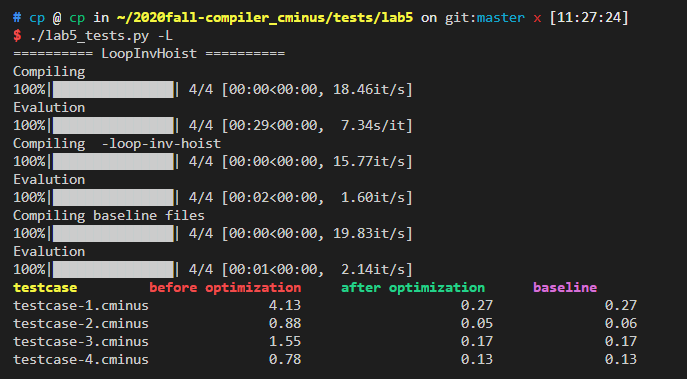 # cp @ cp in ~/2020fall-compiler_cminus/tests/lab5 on git:master x [11:27:24]
$ ./lab5_tests.py -L
========== LoopInvHoist ==========
Compiling
100%|██████████████| 4/4 [00:00<00:00, 18.46it/s]
Evalution
100%|██████████████| 4/4 [00:29<00:00,  7.34s/it]
Compiling  -loop-inv-hoist
100%|██████████████| 4/4 [00:00<00:00, 15.77it/s]
Evalution
100%|██████████████| 4/4 [00:02<00:00,  1.60it/s]
Compiling baseline files
100%|██████████████| 4/4 [00:00<00:00, 19.83it/s]
Evalution
100%|██████████████| 4/4 [00:01<00:00,  2.14it/s]
testcase         before optimization     after optimization      baseline
testcase-1.cminus               4.13                   0.27          0.27
testcase-2.cminus               0.88                   0.05          0.06
testcase-3.cminus               1.55                   0.17          0.17
testcase-4.cminus               0.78                   0.13          0.13